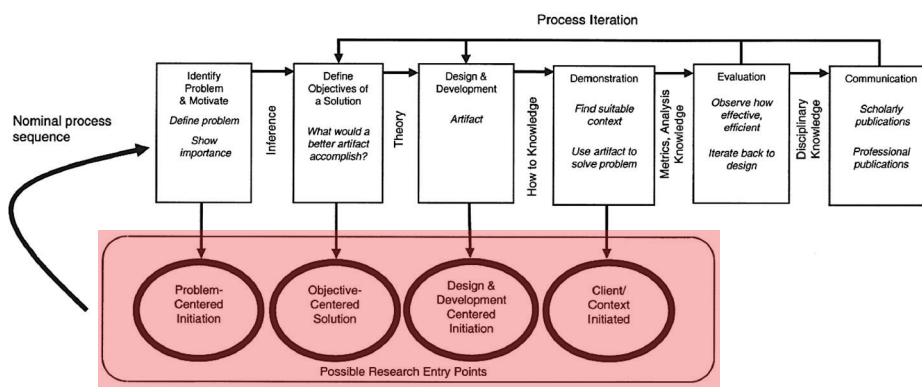 Process Iteration
Nominal process
sequence
Identify
Problem
& Motivate
Define problem
Show
importance
Inference
Define
Objectives of
a Solution
What would a
better artifact
accomplish?
Theory
Design &
Development
Artifact
How to Knowledge
Demonstration
Find suitable
context
Use artifact to
solve problem
Metrics, Analysis
Knowledge
Evaluation
Observe how
effective,
efficient
Iterate back to
design
Disciplinary
Knowledge
Communication
Scholarly
publications
Professional
publications
Problem-
Centered
Initiation
Objective-
Centered
Solution
Design &
Development
Centered
Initiation
Client/
Context
Initiated
Possible Research Entry Points